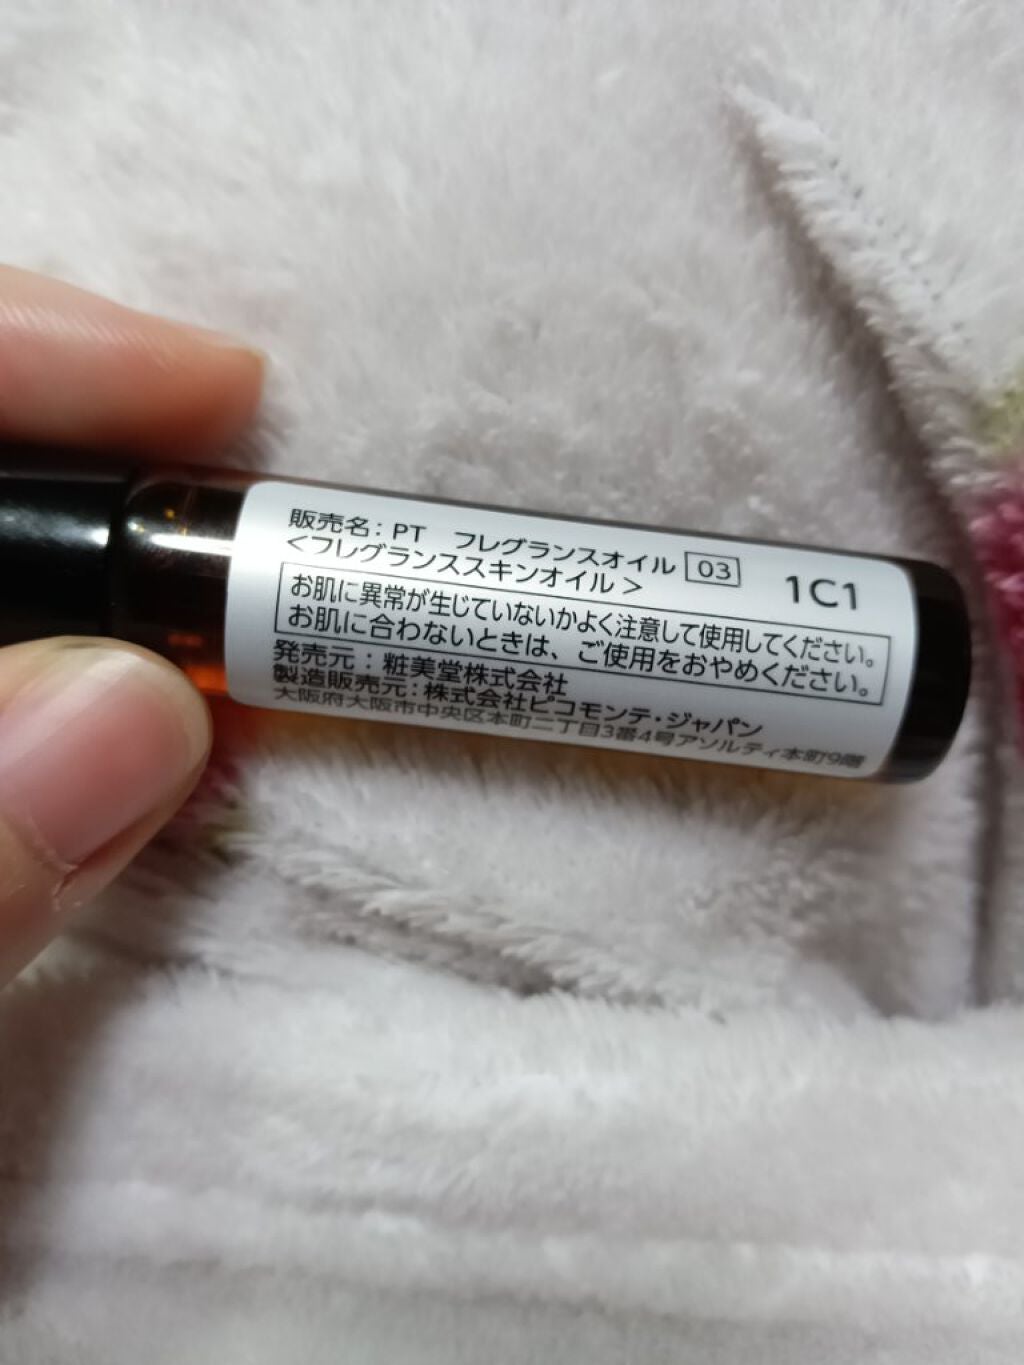 販売名：PT　フレグランスオイル 03
1C1
＜フレグランススキンオイル＞
お肌に異常が生じていないかよく注意して使用してください。
お肌に合わないときは、ご使用をおやめください。
発売元：粧美堂株式会社
製造販売元：株式会社ピコモンテ・ジャパン
大阪府大阪市中央区本町二丁目3番4号アソルティ本町9階